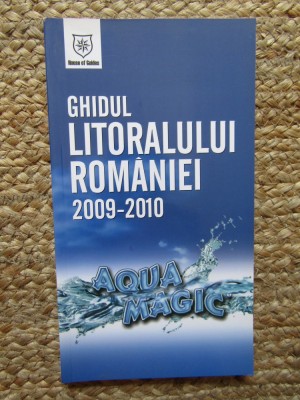 House of Guides
GHIDUL
LITORALULUI
ROMÂNIEI
2009-2010
AQUA
MAGIC